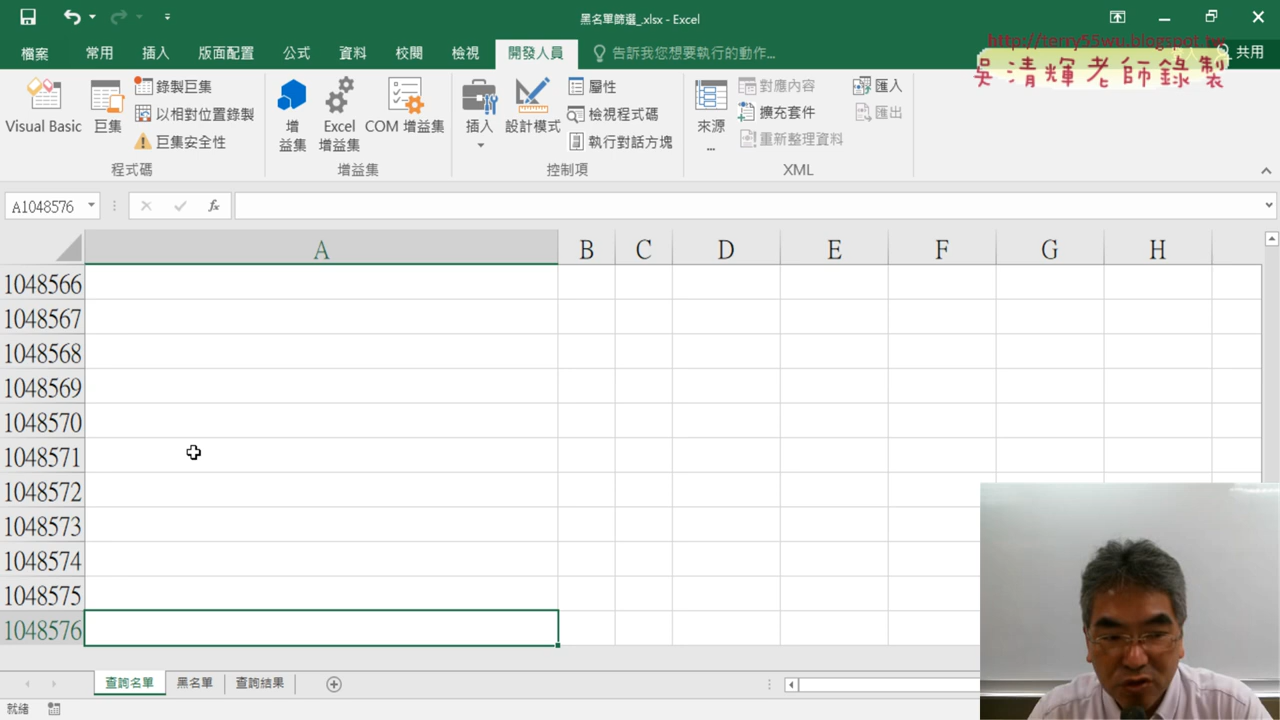 黑名單篩選_.xlsx - Excel
http://terry55wu.blogspot.tw
吳清輝老師錄製
檔案 常用 插入 版面配置 公式 資料 校閱 檢視 開發人員 告訴我您想要執行的動作... 共用
Visual Basic 巨集 錄製巨集 以相對位置錄製 巨集安全性 程式碼
增益集 Excel 增益集 COM 增益集 增益集
插入 設計模式 屬性 檢視程式碼 執行對話方塊 控制項
來源... 對應內容 擴充套件 重新整理資料 匯入 匯出 XML
A1048576 fx
A B C D E F G H
1048566
1048567
1048568
1048569
1048570
1048571
1048572
1048573
1048574
1048575
1048576
查詢名單 黑名單 查詢結果
就緒